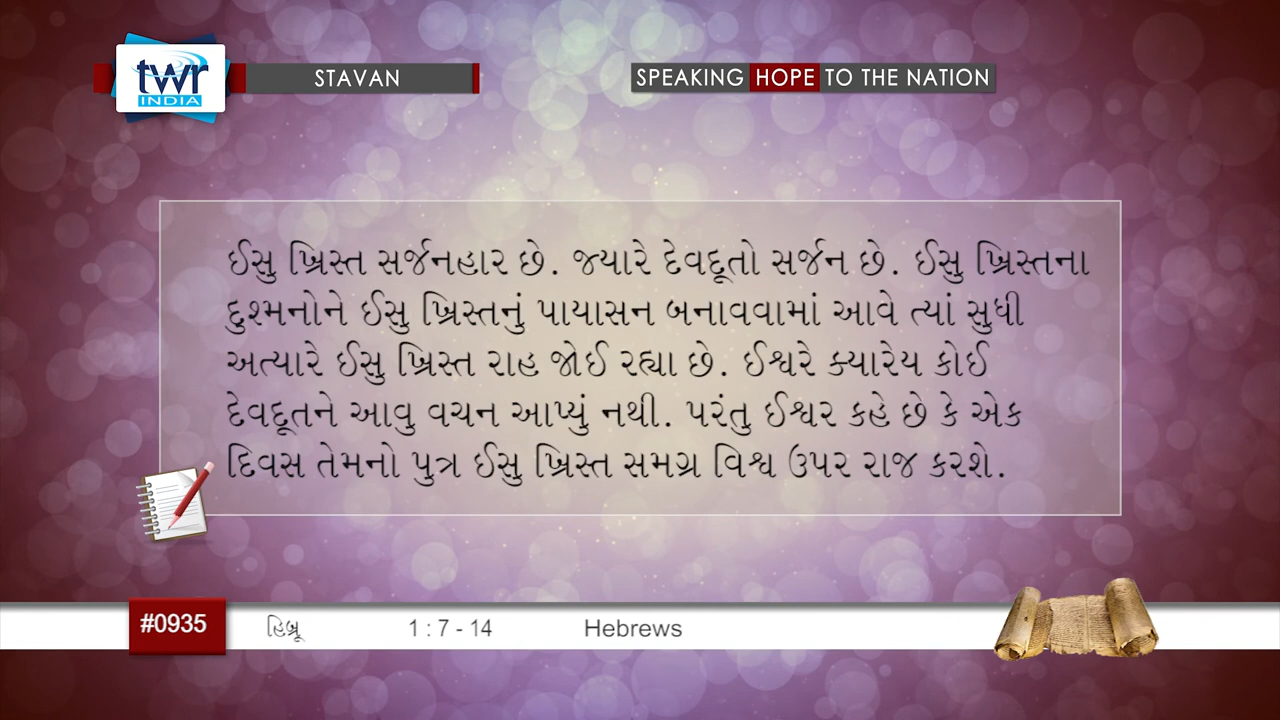 twr
INDIA
STAVAN
SPEAKING HOPE TO THE NATION
ઈસુ ખ્રિસ્ત સર્જનહાર છે. જ્યારે દેવદૂતો સર્જન છે. ઈસુ ખ્રિસ્તના
દુશ્મનોને ઈસુ ખ્રિસ્તનું પાયાસન બનાવવામાં આવે ત્યાં સુધી
અત્યારે ઈસુ ખ્રિસ્ત રાહ જોઈ રહ્યા છે. ઈશ્વરે ક્યારેય કોઈ
દેવદૂતને આવુ વચન આપ્યું નથી. પરંતુ ઈશ્વર કહે છે કે એક
દિવસ તેમનો પુત્ર ઈસુ ખ્રિસ્ત સમગ્ર વિશ્વ ઉપર રાજ કરશે.
#0935 હિબ્રૂ 1 : 7 - 14 Hebrews